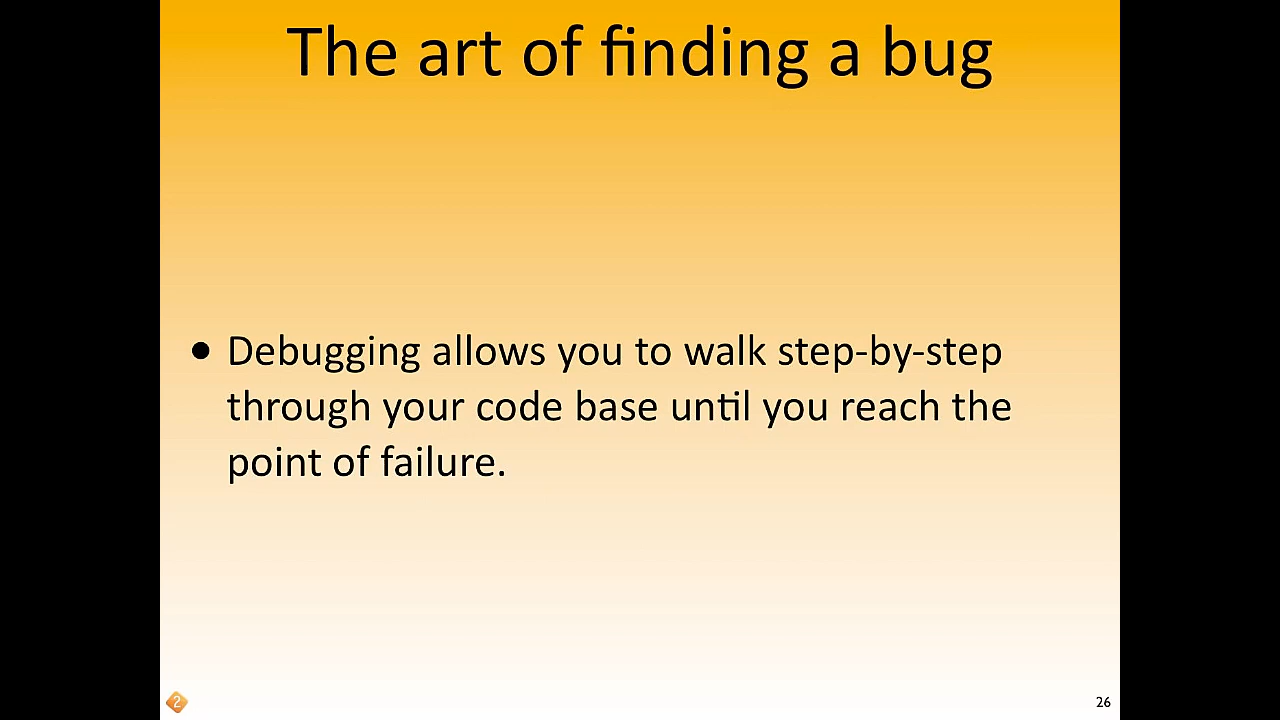 The art of finding a bug
• Debugging allows you to walk step-by-step
through your code base until you reach the
point of failure.
2
26